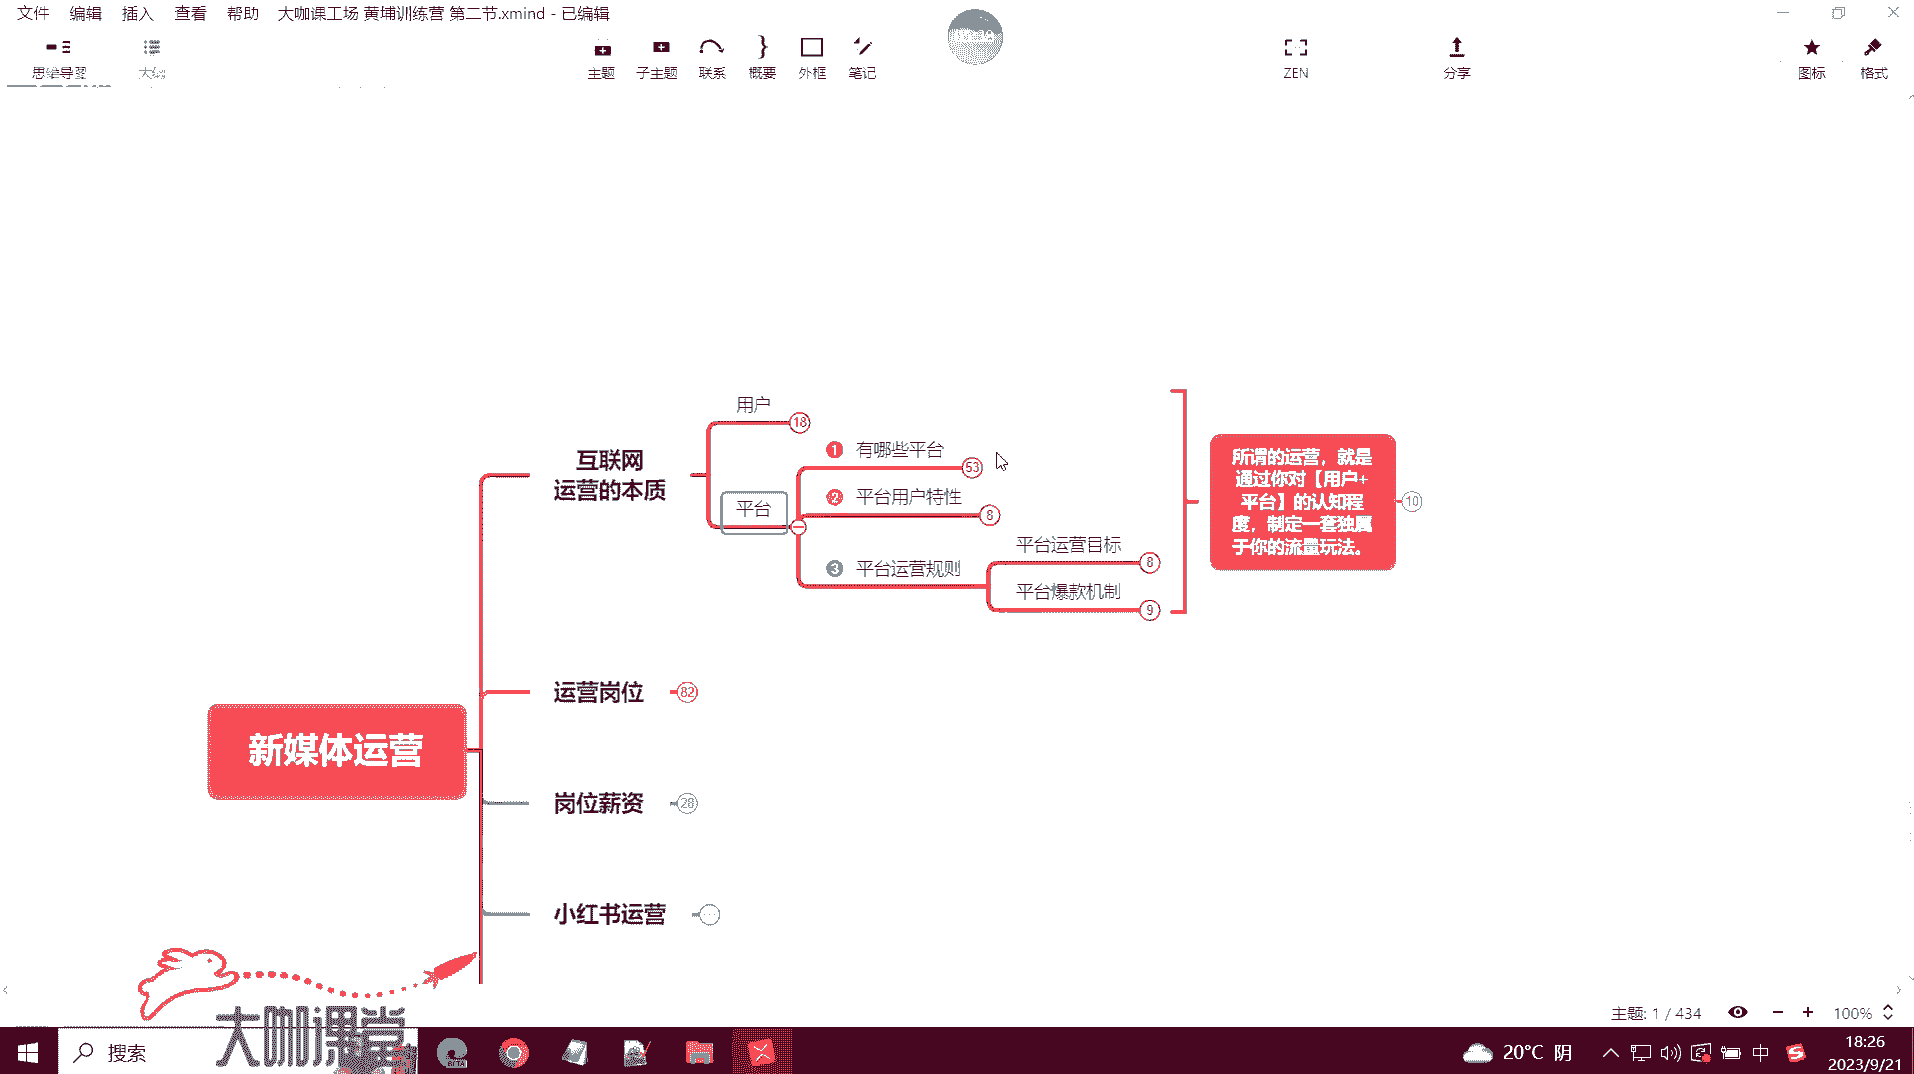 文件 编辑 插入 查看 帮助 大咖课工场 黄埔训练营 第二节.xmind - 已编辑
思维导图 大纲 主题 子主题 联系 概要 外框 笔记 ZEN 分享 图标 格式
用户 18
互联网
运营的本质
平台
1 有哪些平台 53
2 平台用户特性 8
3 平台运营规则
平台运营目标 8
平台爆款机制 9
所谓的运营，就是
通过你对【用户+
平台】的认知程
度，制定一套独属
于你的流量玩法。
10
运营岗位 82
新媒体运营
岗位薪资 28
小红书运营
大咖课堂
主题: 1 / 434 100%
搜索
BETA
20°C 阴
中
18:26
2023/9/21